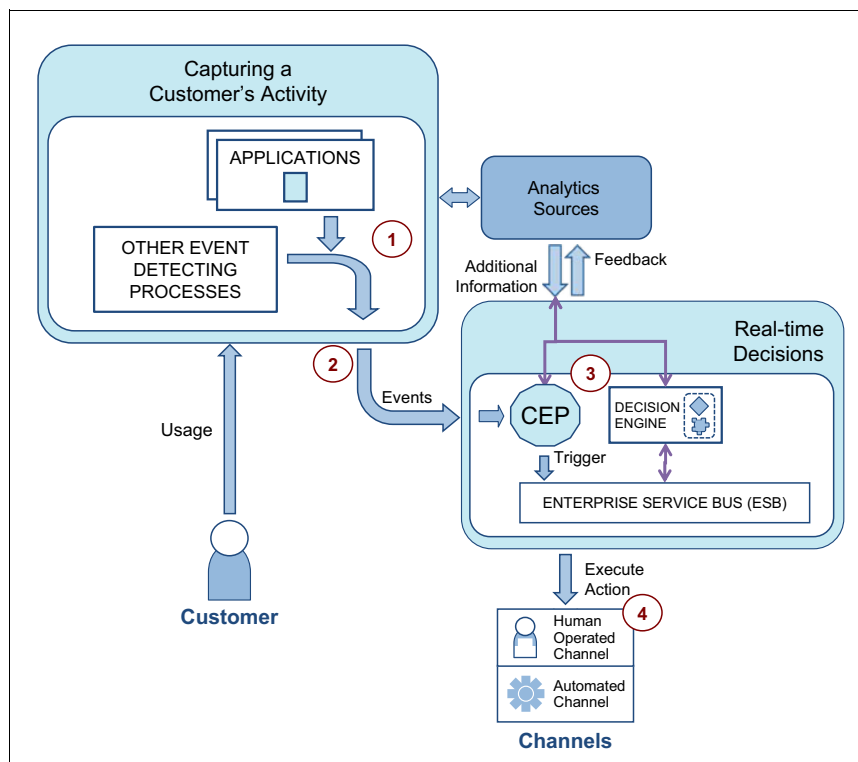 Capturing a
Customer's Activity
APPLICATIONS
1
OTHER EVENT
DETECTING
PROCESSES
Analytics
Sources
Additional
Information
Feedback
Real-time
Decisions
2
Events
3
CEP
DECISION
ENGINE
Usage
Trigger
ENTERPRISE SERVICE BUS (ESB)
Execute
Action
Customer
4
Human
Operated
Channel
Automated
Channel
Channels